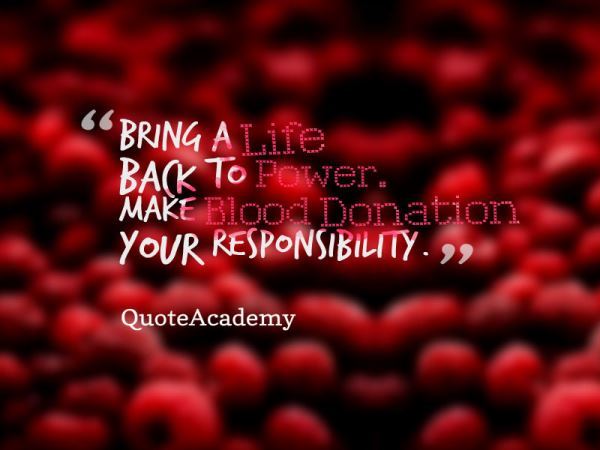 “ BRING A Life
BACK TO Power.
MAKE Blood Donation
YOUR RESPONSIBILITY. ”
QuoteAcademy